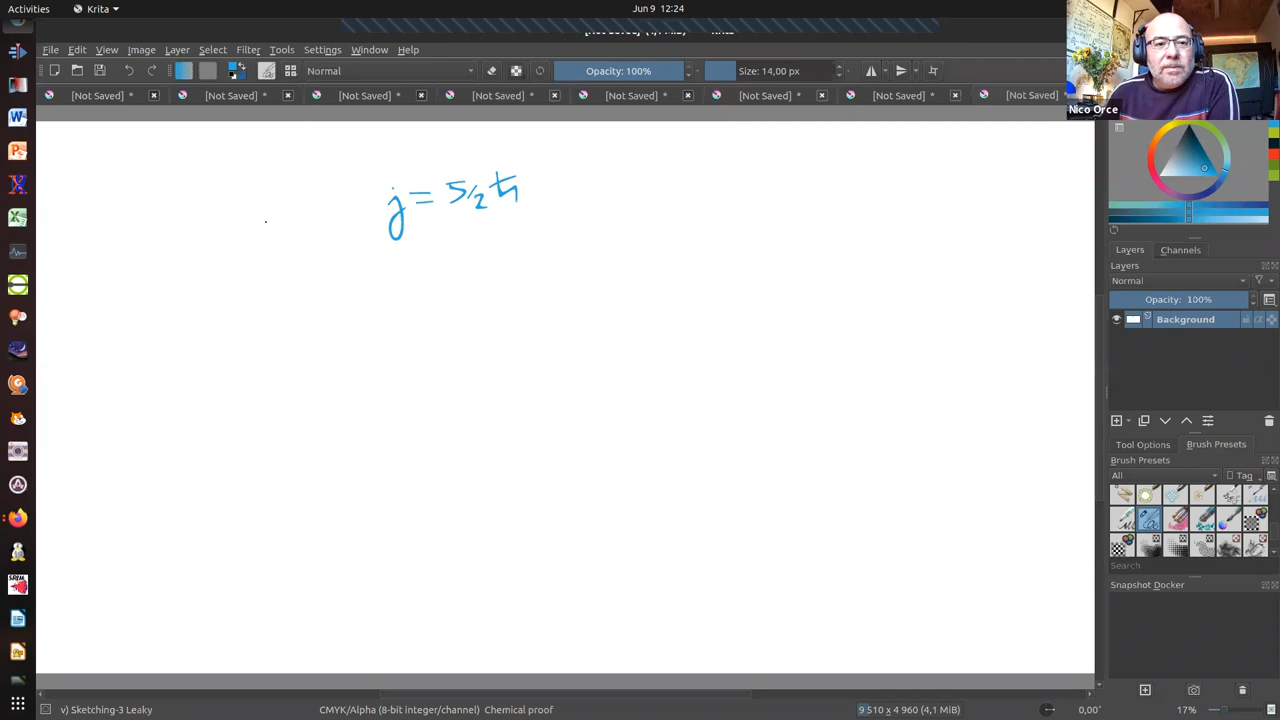 Activities Krita Jun 9 12:24
File Edit View Image Layer Select Filter Tools Settings Window Help
Normal Opacity: 100% Size: 14,00 px
[Not Saved] * [Not Saved] * [Not Saved] * [Not Saved] * [Not Saved] * [Not Saved] * [Not Saved] * [Not Saved]
Nico Orce
j = 5/2 ħ
Layers Channels
Layers
Normal
Opacity: 100%
Background
Tool Options Brush Presets
Brush Presets
All Tag
Search
Snapshot Docker
v) Sketching-3 Leaky CMYK/Alpha (8-bit integer/channel) Chemical proof 9 510 x 4 960 (4,1 MiB) 0,00° 17%